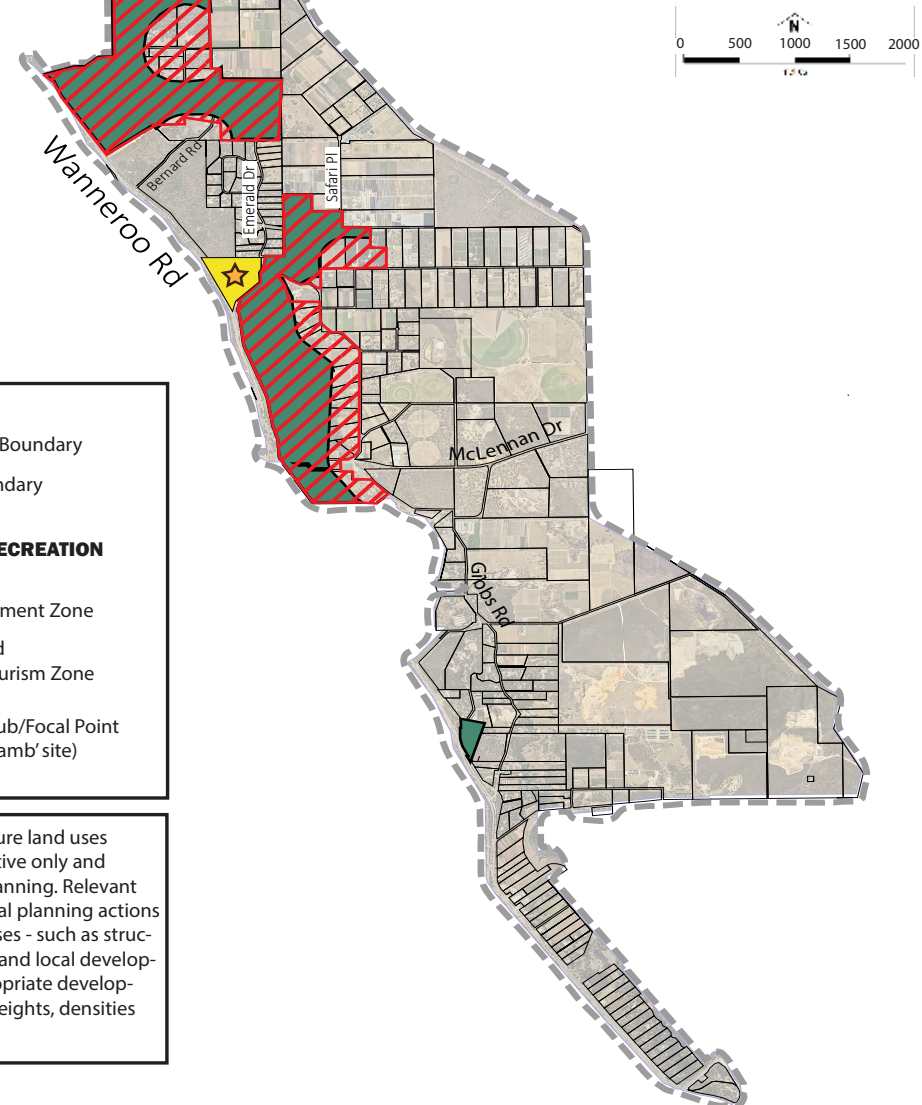 N
0 500 1000 1500 2000
Wanneroo Rd
Bernard Rd
Emerald Dr
Safari Pl
McLennan Dr
Gibbs Rd
Boundary
ndary
ECREATION
ment Zone
d
urism Zone
ub/Focal Point
amb’ site)
ure land uses
tive only and
anning. Relevant
al planning actions
ses - such as struc-
and local develop-
opriate develop-
eights, densities